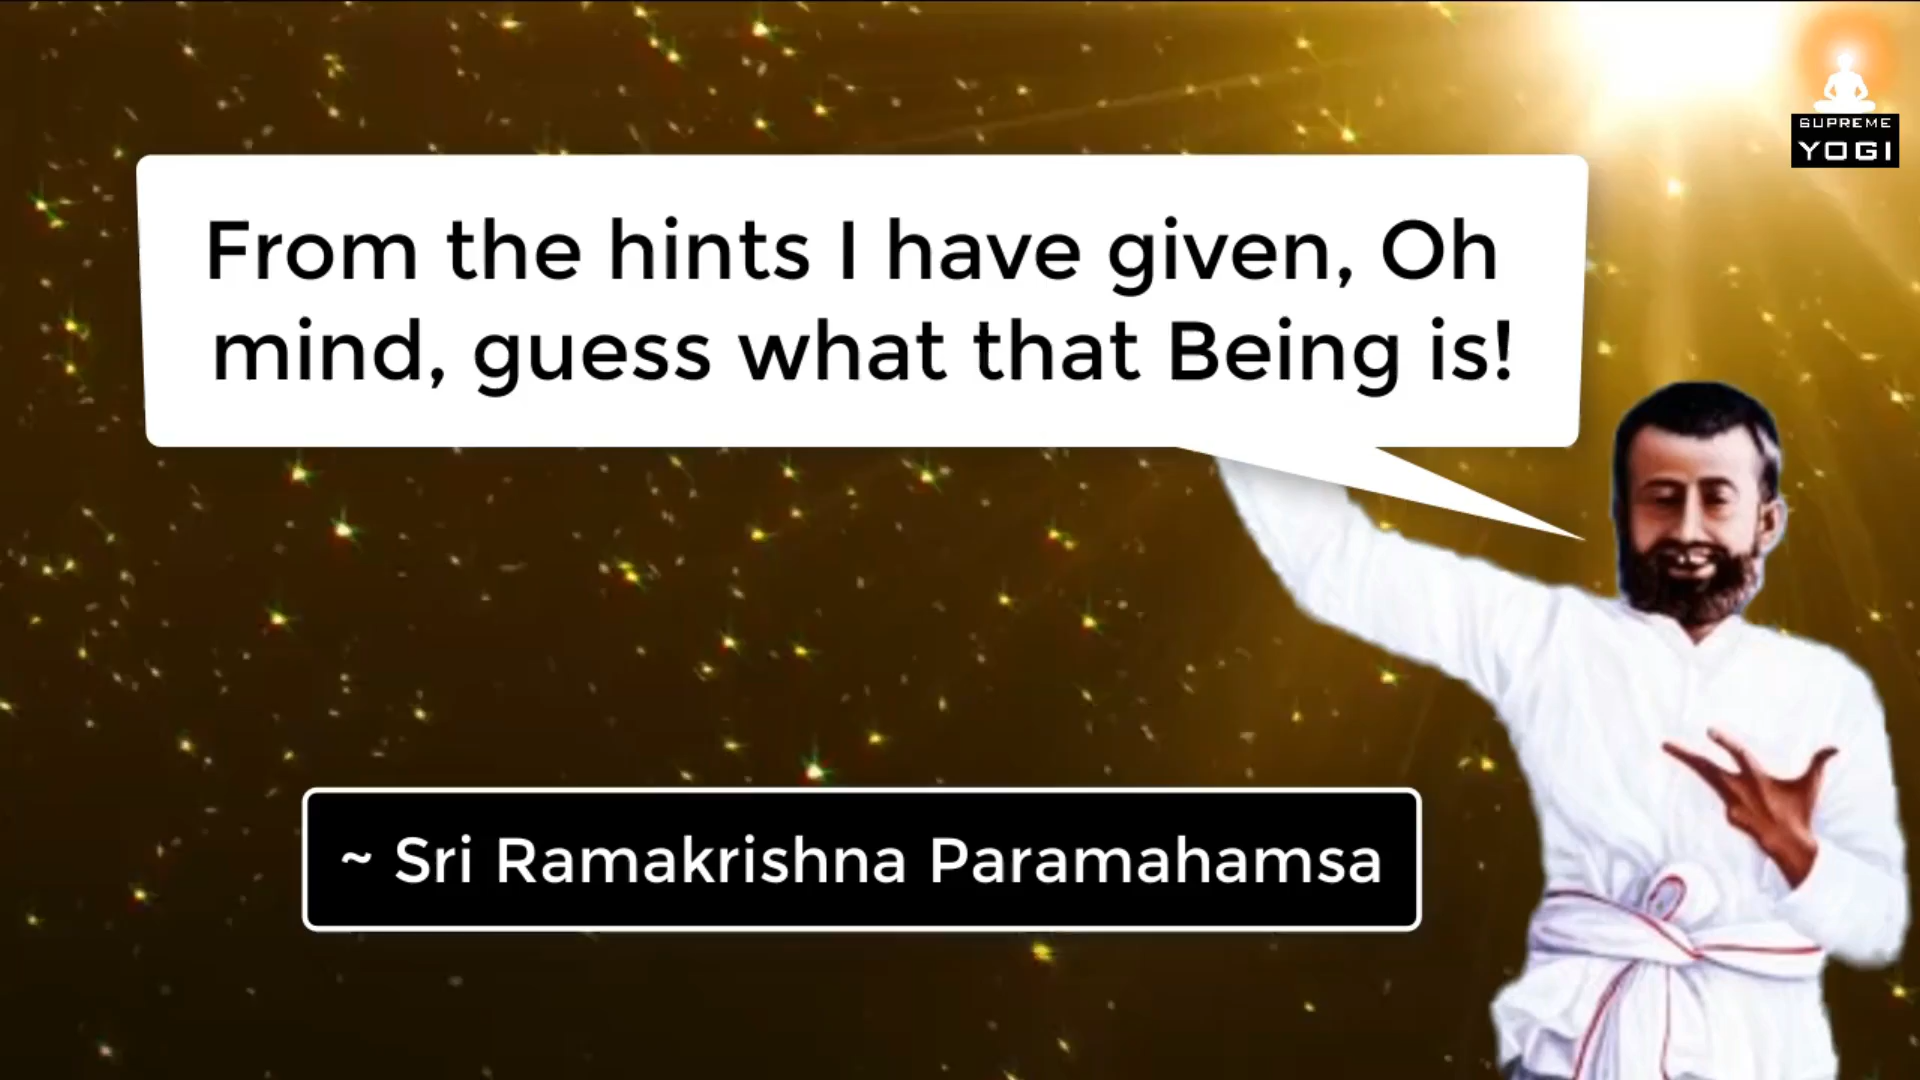 SUPREME
YOGI
From the hints I have given, Oh
mind, guess what that Being is!
~ Sri Ramakrishna Paramahamsa